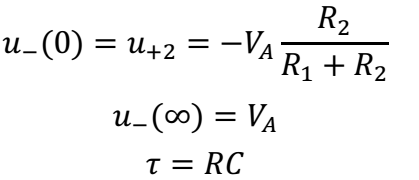 u₋(0) = u₊₂ = −V_A R₂/(R₁ + R₂)
u₋(∞) = V_A
τ = RC